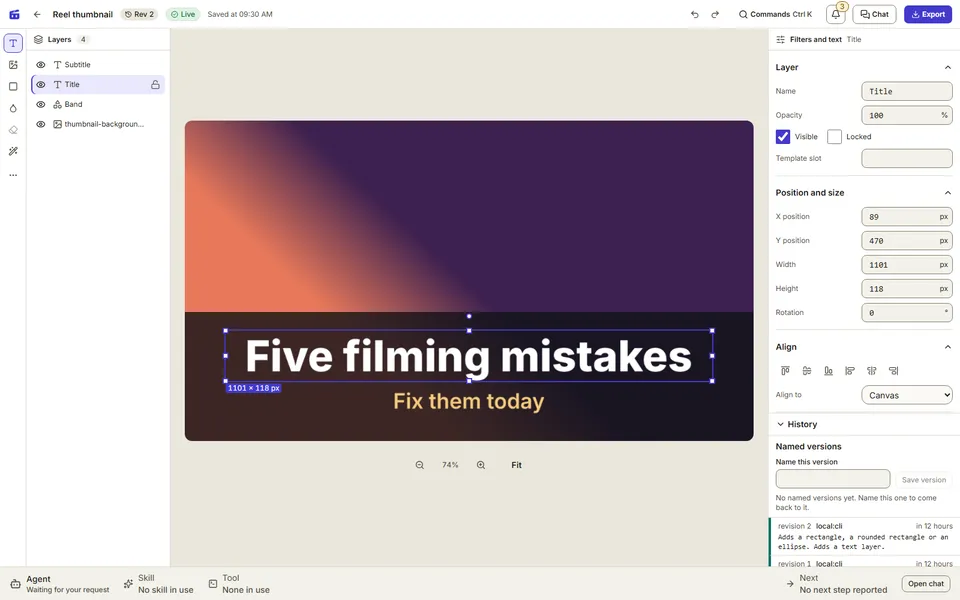 Reel thumbnail
Rev 2
Live
Saved at 09:30 AM
Commands Ctrl K
3
Chat
Export
T
Layers 4
T Subtitle
T Title
Band
thumbnail-backgroun...
Five filming mistakes
1101 × 118 px
Fix them today
74%
Fit
Filters and text Title
Layer
Name Title
Opacity 100 %
Visible Locked
Template slot
Position and size
X position 89 px
Y position 470 px
Width 1101 px
Height 118 px
Rotation 0 °
Align
Align to Canvas
History
Named versions
Name this version
Save version
No named versions yet. Name this one to come
back to it.
revision 2 local:cli in 12 hours
Adds a rectangle, a rounded rectangle or an
ellipse. Adds a text layer.
revision 1 local:cli in 12 hours
Agent
Waiting for your request
Skill
No skill in use
Tool
None in use
Next
No next step reported
Open chat